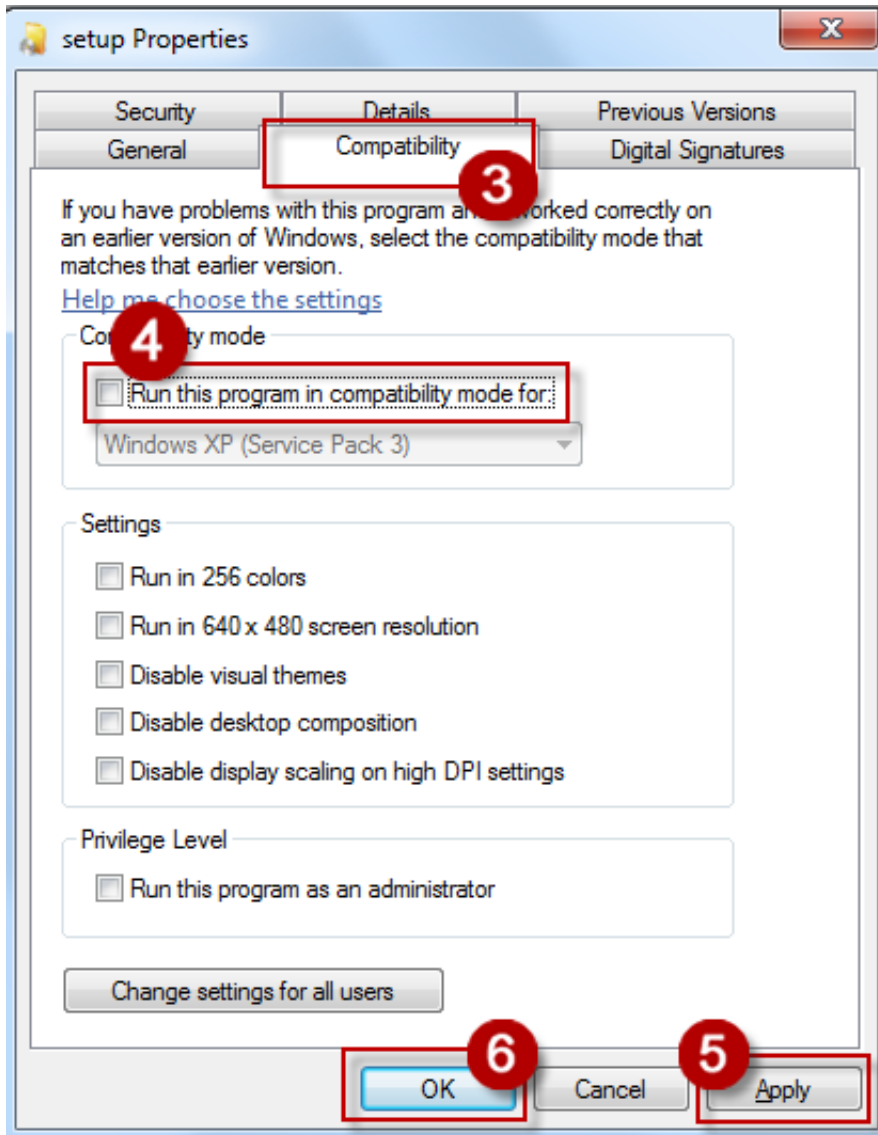 setup Properties
Security Details Previous Versions
General Compatibility Digital Signatures
3
If you have problems with this program an worked correctly on
an earlier version of Windows, select the compatibility mode that
matches that earlier version.
Help me choose the settings
4
Co ty mode
Run this program in compatibility mode for:
Windows XP (Service Pack 3)
Settings
Run in 256 colors
Run in 640 x 480 screen resolution
Disable visual themes
Disable desktop composition
Disable display scaling on high DPI settings
Privilege Level
Run this program as an administrator
Change settings for all users
6 5
OK Cancel Apply